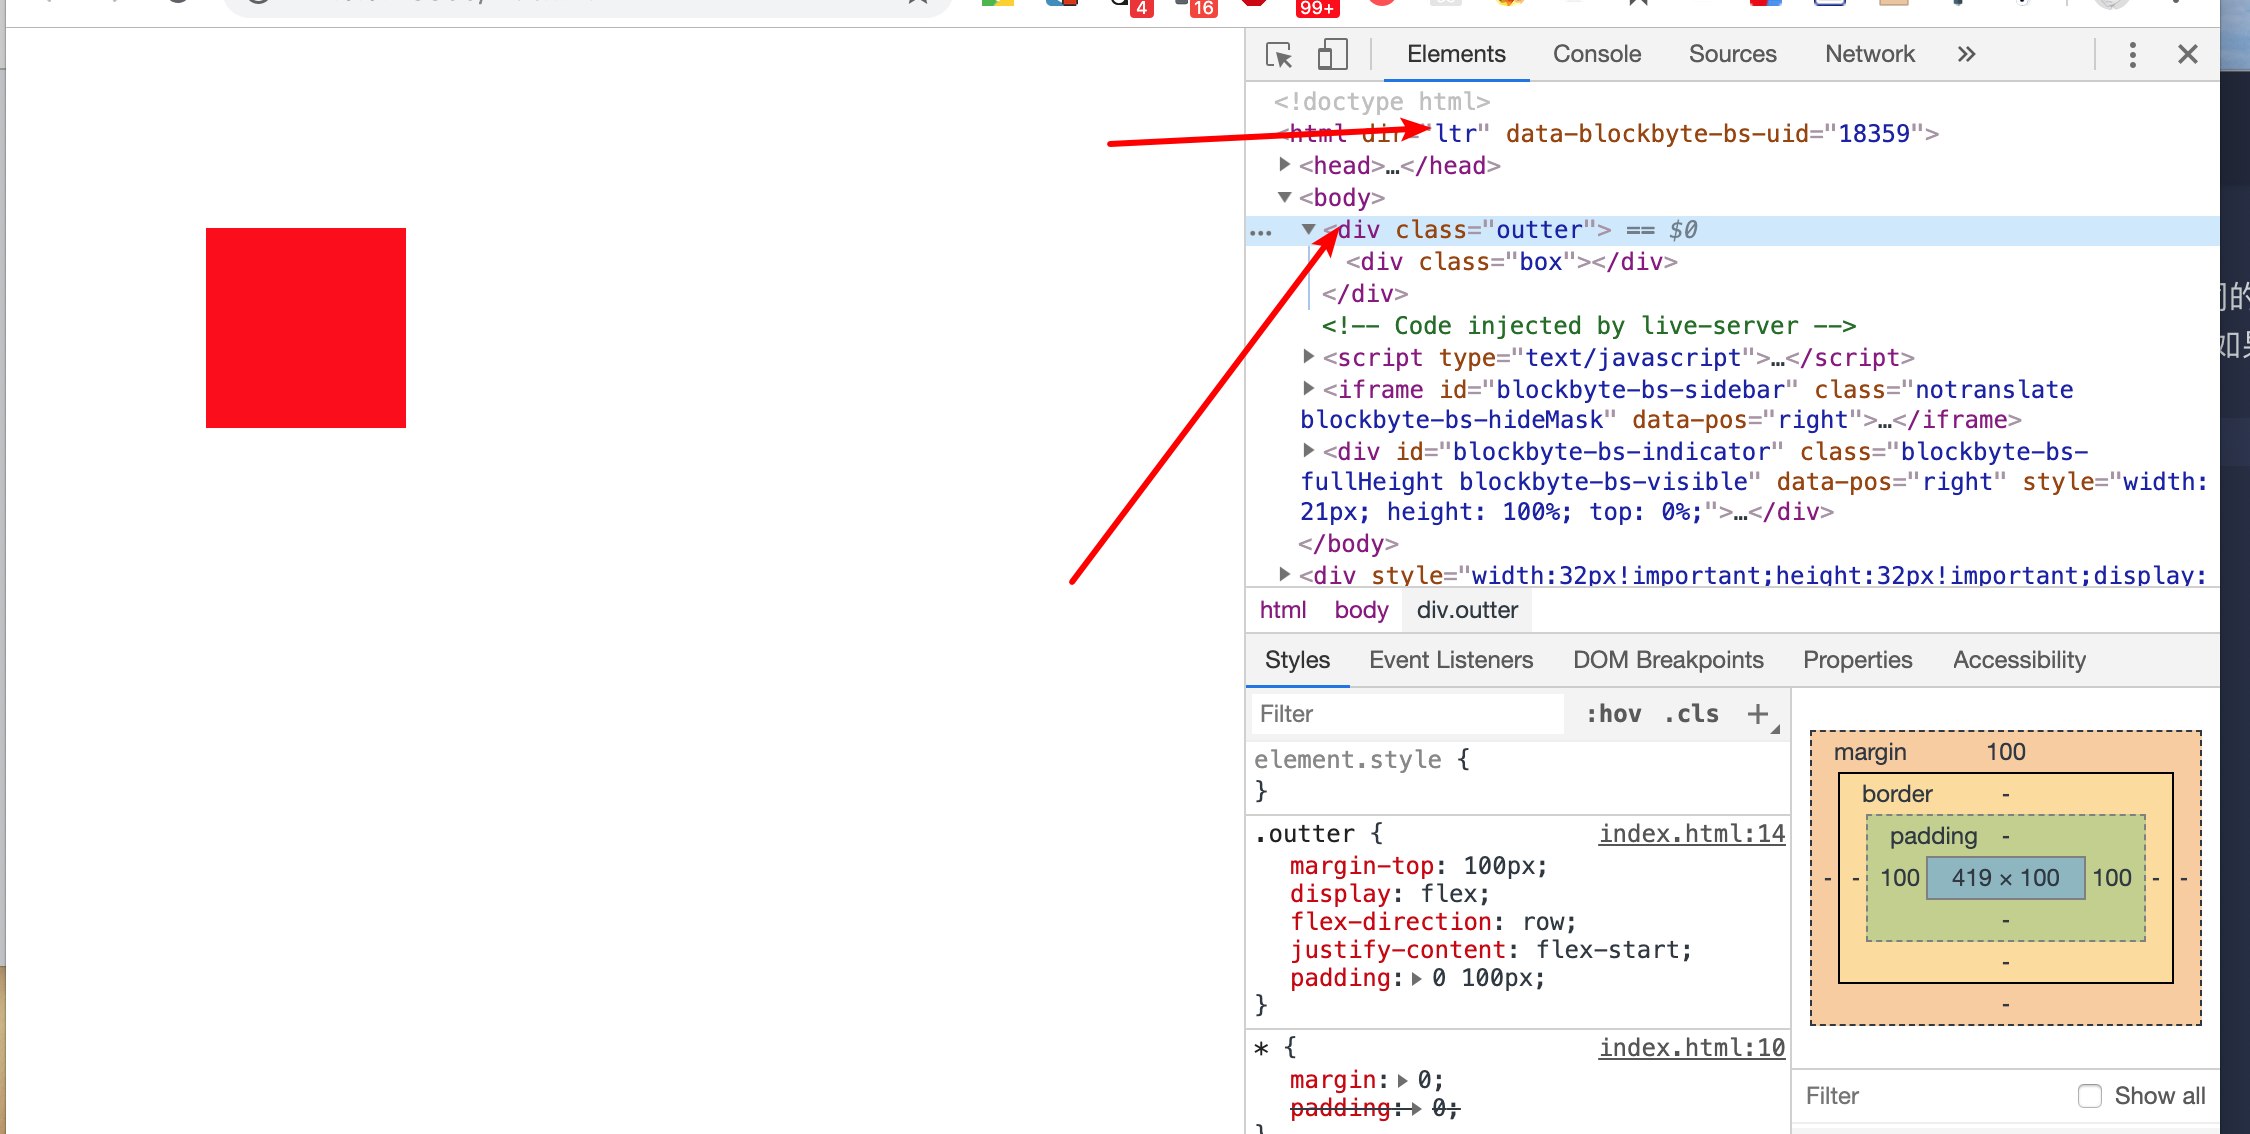 4
16
99+
Elements Console Sources Network »
<!doctype html>
<html dir="ltr" data-blockbyte-bs-uid="18359">
<head>…</head>
<body>
… <div class="outter"> == $0
<div class="box"></div>
</div>
<!-- Code injected by live-server -->
<script type="text/javascript">…</script>
<iframe id="blockbyte-bs-sidebar" class="notranslate
blockbyte-bs-hideMask" data-pos="right">…</iframe>
<div id="blockbyte-bs-indicator" class="blockbyte-bs-
fullHeight blockbyte-bs-visible" data-pos="right" style="width:
21px; height: 100%; top: 0%;">…</div>
</body>
<div style="width:32px!important;height:32px!important;display:
html body div.outter
Styles Event Listeners DOM Breakpoints Properties Accessibility
Filter :hov .cls +
element.style {
}
.outter { index.html:14
margin-top: 100px;
display: flex;
flex-direction: row;
justify-content: flex-start;
padding: 0 100px;
}
* { index.html:10
margin: 0;
padding: 0;
}
margin 100
border -
padding -
- - 100 419 × 100 100 - -
-
-
-
Filter Show all
的
如